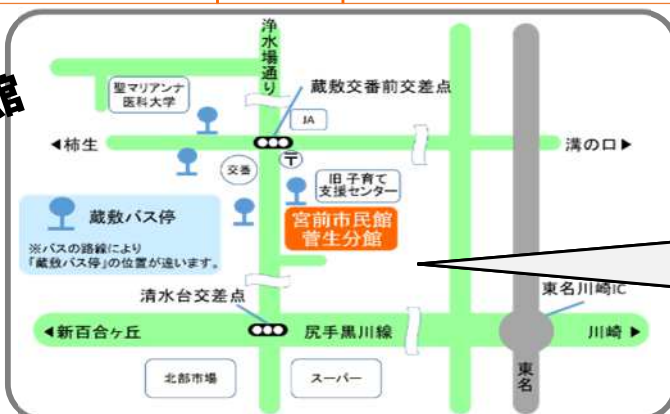 館
浄水場通り
聖マリアンナ
医科大学
蔵敷交番前交差点
JA
◀柿生
溝の口▶
〒
交番
旧 子育て
支援センター
蔵敷バス停
宮前市民館
菅生分館
※バスの路線により
「蔵敷バス停」の位置が違います。
清水台交差点
東名川崎IC
◀新百合ヶ丘
尻手黒川線
川崎 ▶
北部市場
スーパー
東名